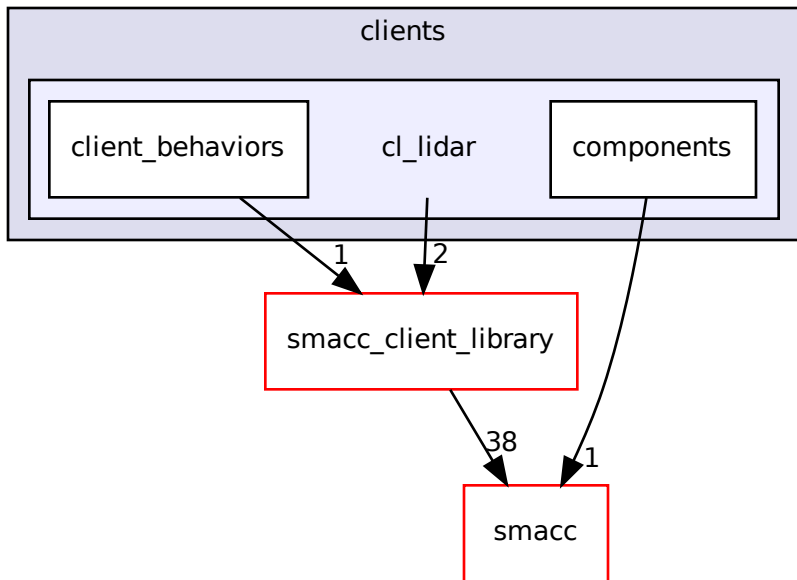 clients
client_behaviors
cl_lidar
components
1
2
smacc_client_library
38
1
smacc